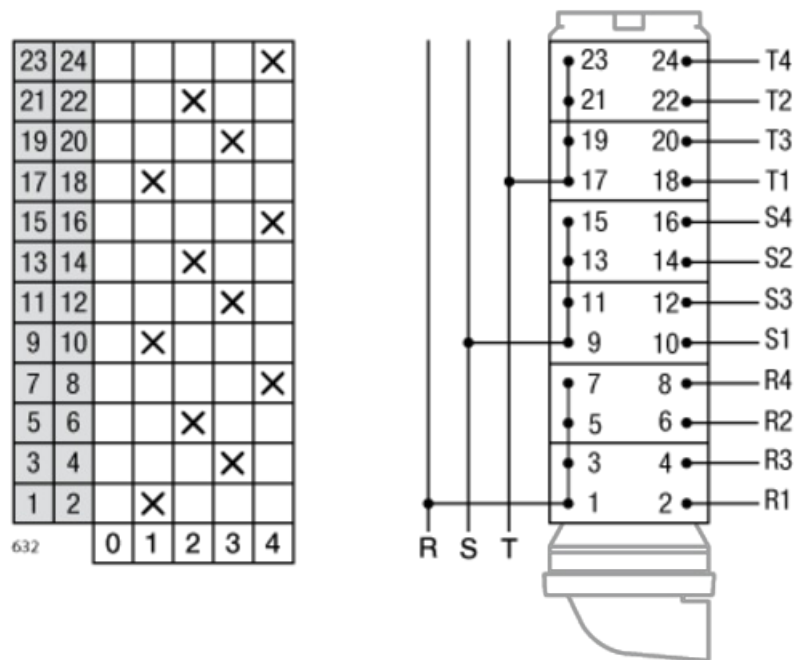 23 24
21 22
19 20
17 18
15 16
13 14
11 12
9 10
7 8
5 6
3 4
1 2
632 0 1 2 3 4
23 24 T4
21 22 T2
19 20 T3
17 18 T1
15 16 S4
13 14 S2
11 12 S3
9 10 S1
7 8 R4
5 6 R2
3 4 R3
1 2 R1
R S T